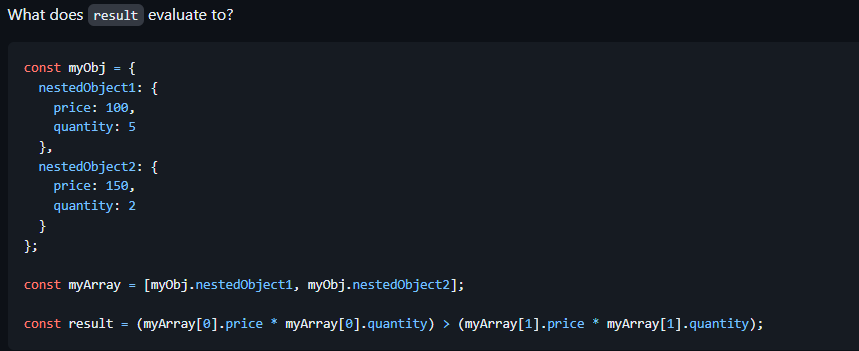 What does result evaluate to?
const myObj = {
  nestedObject1: {
    price: 100,
    quantity: 5
  },
  nestedObject2: {
    price: 150,
    quantity: 2
  }
};
const myArray = [myObj.nestedObject1, myObj.nestedObject2];
const result = (myArray[0].price * myArray[0].quantity) > (myArray[1].price * myArray[1].quantity);